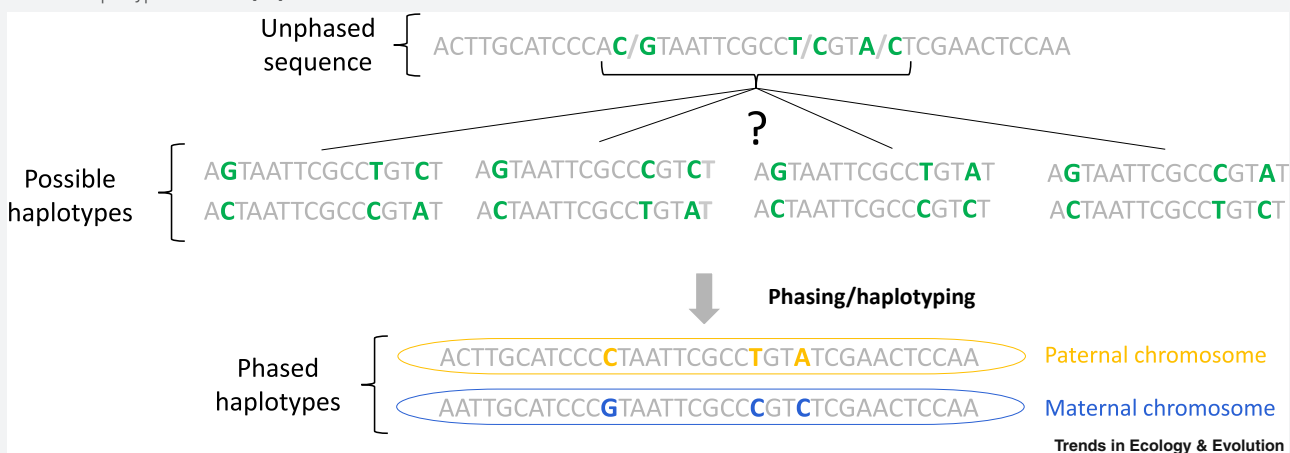 Unphased
sequence
ACTTGCATCCCAC/GTAATTCGCCT/CGTA/CTCGAACTCCAA
?
Possible
haplotypes
AGTAATTCGCCTGTCT
ACTAATTCGCCCGTAT
AGTAATTCGCCCGTCT
ACTAATTCGCCTGTAT
AGTAATTCGCCTGTAT
ACTAATTCGCCCGTCT
AGTAATTCGCCCGTAT
ACTAATTCGCCTGTCT
Phasing/haplotyping
Phased
haplotypes
ACTTGCATCCCCTAATTCGCCTGTATCGAACTCCAA
Paternal chromosome
AATTGCATCCCGTAATTCGCCCGTCTCGAACTCCAA
Maternal chromosome
Trends in Ecology & Evolution